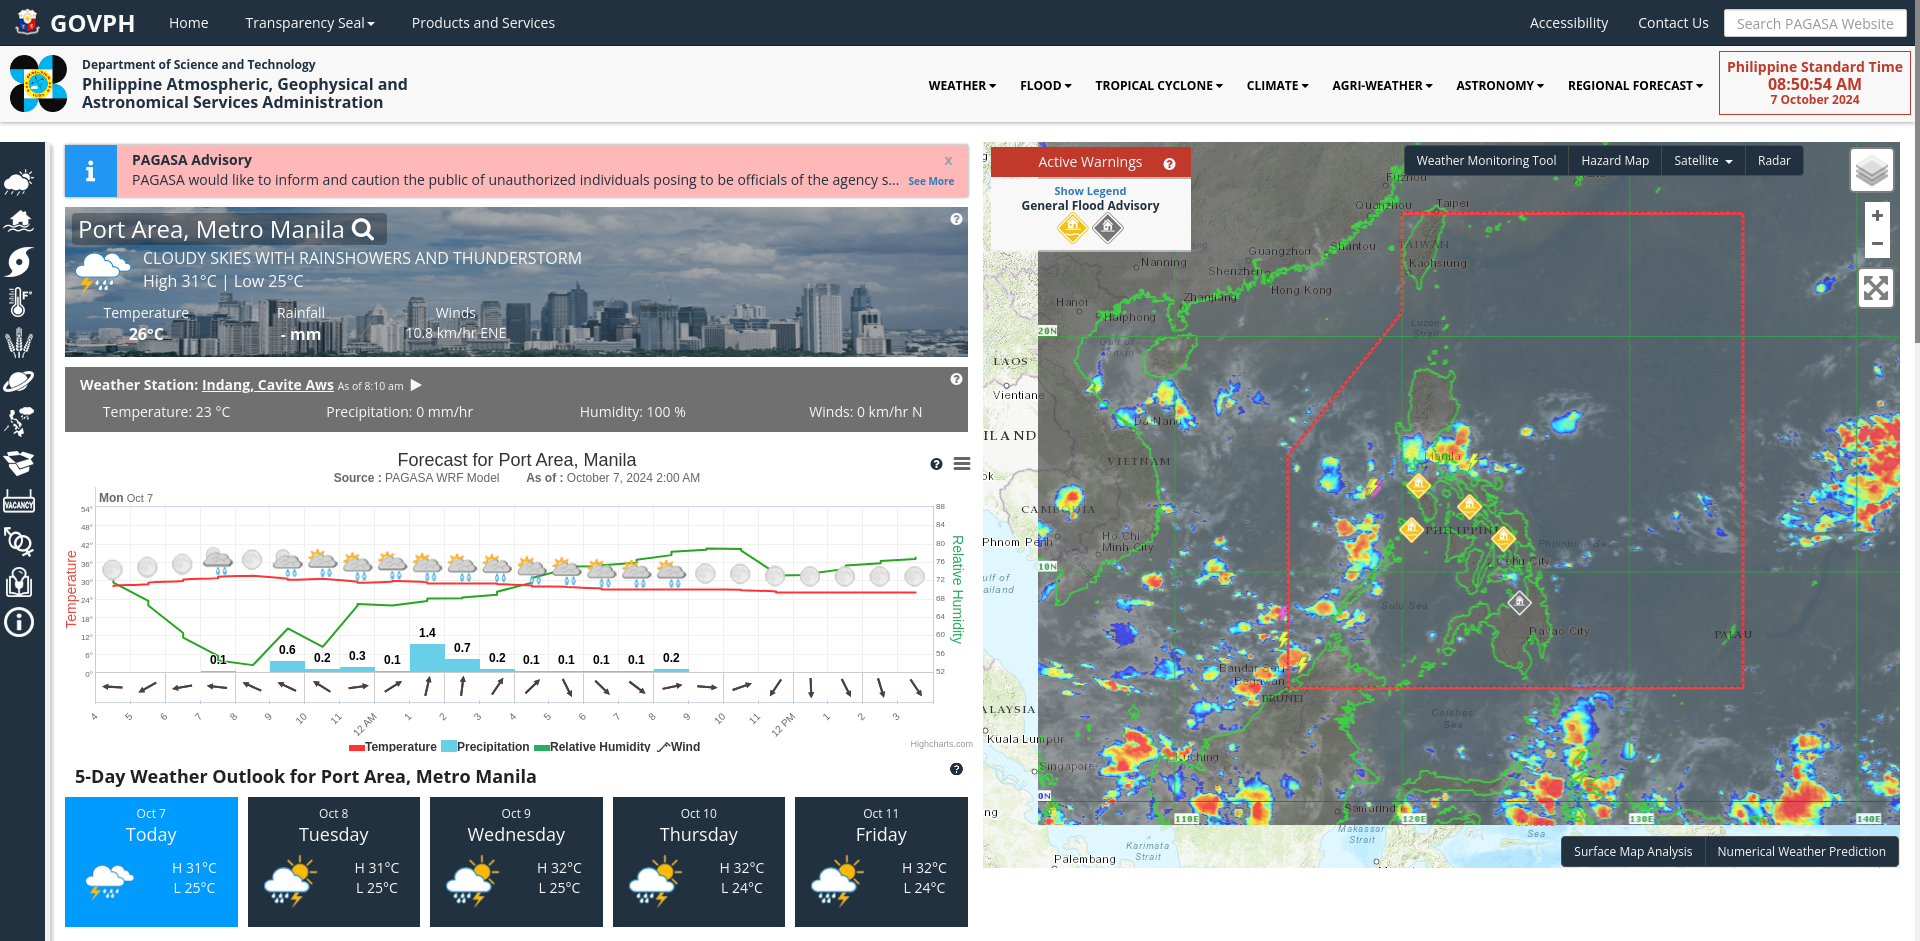 GOVPH
Home
Transparency Seal
Products and Services
Accessibility
Contact Us
Search PAGASA Website
Department of Science and Technology
Philippine Atmospheric, Geophysical and
Astronomical Services Administration
WEATHER
FLOOD
TROPICAL CYCLONE
CLIMATE
AGRI-WEATHER
ASTRONOMY
REGIONAL FORECAST
Philippine Standard Time
08:50:54 AM
7 October 2024
VACANCY
i
PAGASA Advisory
x
PAGASA would like to inform and caution the public of unauthorized individuals posing to be officials of the agency s...
See More
Port Area, Metro Manila
CLOUDY SKIES WITH RAINSHOWERS AND THUNDERSTORM
High 31°C | Low 25°C
Temperature Rainfall Winds
26°C - mm 10.8 km/hr ENE
Weather Station: Indang, Cavite Aws As of 8:10 am
Temperature: 23 °C Precipitation: 0 mm/hr Humidity: 100 % Winds: 0 km/hr N
Forecast for Port Area, Manila
Source : PAGASA WRF Model As of : October 7, 2024 2:00 AM
Mon Oct 7
Temperature
54°
48°
42°
36°
30°
24°
18°
12°
6°
0°
0.1 0.6 0.2 0.3 0.1 1.4 0.7 0.2 0.1 0.1 0.1 0.1 0.2
88
84
80
76
72
68
64
60
56
52
Relative Humidity
4 5 6 7 8 9 10 11 12 AM 1 2 3 4 5 6 7 8 9 10 11 12 PM 1 2 3
Temperature Precipitation Relative Humidity Wind
Highcharts.com
5-Day Weather Outlook for Port Area, Metro Manila
Oct 7
Today
H 31°C
L 25°C
Oct 8
Tuesday
H 31°C
L 25°C
Oct 9
Wednesday
H 32°C
L 25°C
Oct 10
Thursday
H 32°C
L 24°C
Oct 11
Friday
H 32°C
L 24°C
Active Warnings
Show Legend
General Flood Advisory
Weather Monitoring Tool
Hazard Map
Satellite
Radar
+
−
Fuzhou
Quanzhou
Taipei
Guangzhou
Shantou
TAIWAN
Nanning
Shenzhen
Kaohsiung
Hanoi
Zhanjiang
Hong Kong
Haiphong
20N
Luzon
Strait
Gulf of
LAOS
Vientiane
Da Nang
ILAND
Manila
VIETNAM
CAMBODIA
PHILIPPIN
Phnom Penh
Ho Chi
Minh City
Cebu City
10N
ulf of
ailand
Sulu Sea
Davao City
PALAU
Bandar Seri
Begawan
BRUNEI
ALAYSIA
Celebes
Sea
Kuala Lumpur
Kuching
Singapore
0N
Samarinda
110E
120E
130E
140E
Makassar
Strait
Sea
Karimata
Strait
Palembang
Surface Map Analysis
Numerical Weather Prediction